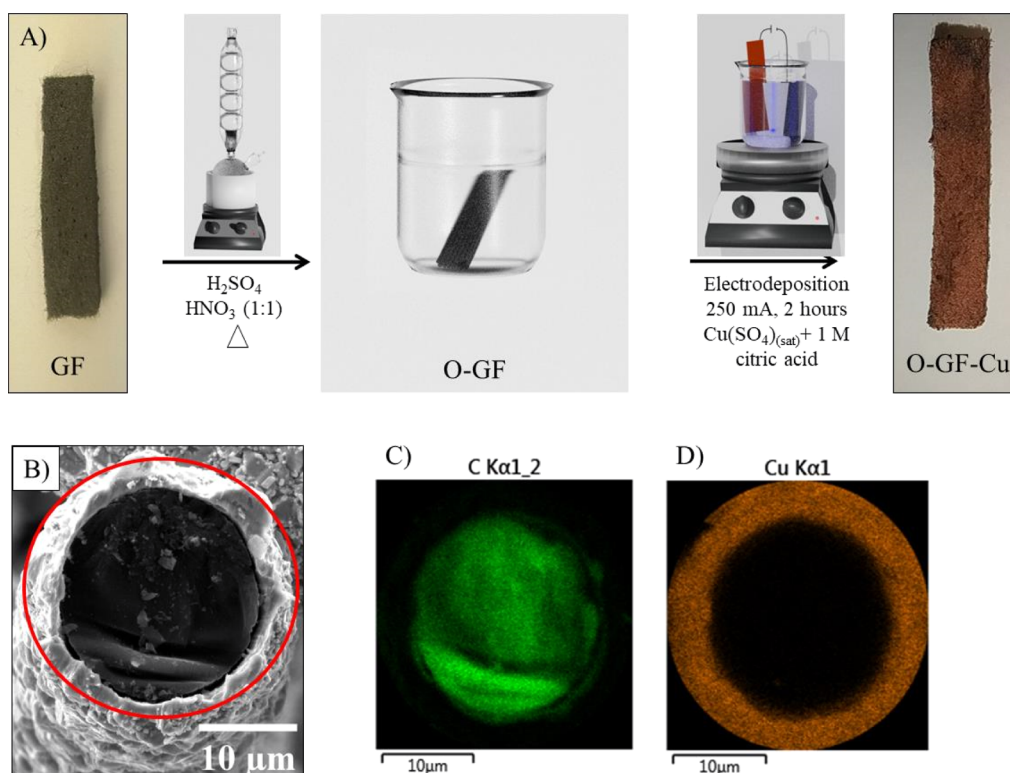 A)
GF
H₂SO₄
HNO₃ (1:1)
△
O-GF
Electrodeposition
250 mA, 2 hours
Cu(SO₄)(sat)+ 1 M
citric acid
O-GF-Cu
B)
10 μm
C)
C Kα1_2
10μm
D)
Cu Kα1
10μm